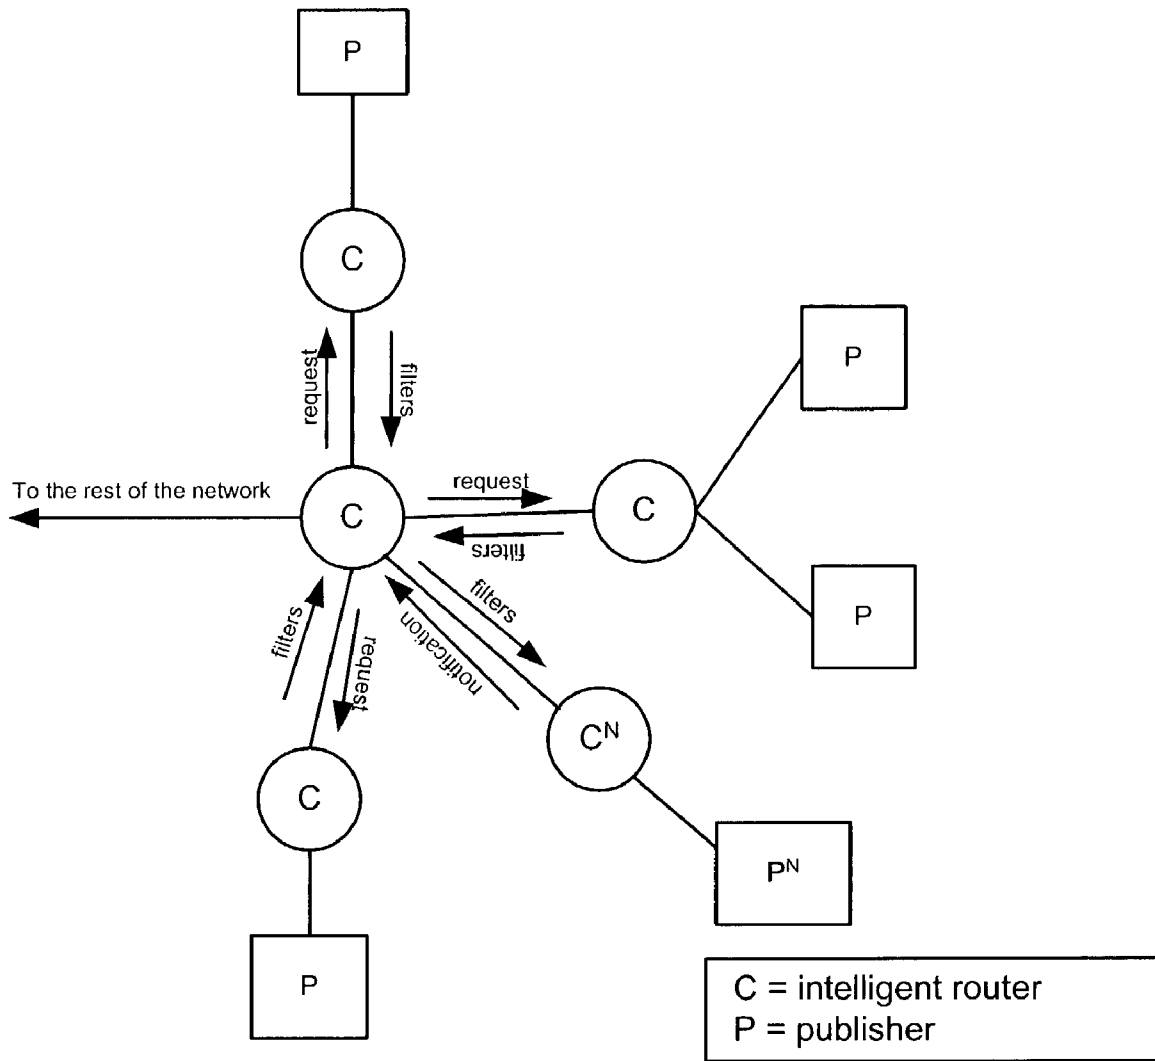 P
C
request
filters
P
To the rest of the network
C
request
filters
C
P
filters
request
filters
notification
C
C^N
P
P^N
C = intelligent router
P = publisher